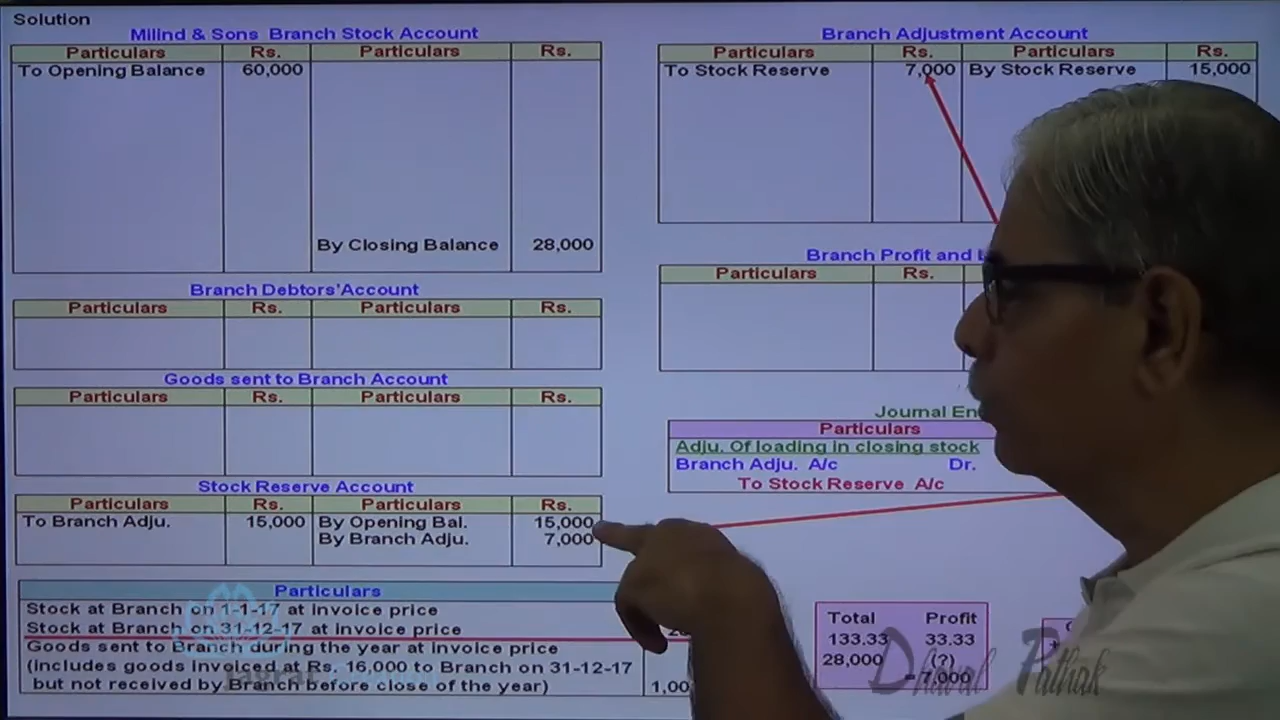 Solution
Milind & Sons Branch Stock Account
Particulars Rs. Particulars Rs.
To Opening Balance 60,000
By Closing Balance 28,000
Branch Debtors' Account
Particulars Rs. Particulars Rs.
Goods sent to Branch Account
Particulars Rs. Particulars Rs.
Stock Reserve Account
Particulars Rs. Particulars Rs.
To Branch Adju. 15,000 By Opening Bal. 15,000
By Branch Adju. 7,000
Particulars
Stock at Branch on 1-1-17 at invoice price
Stock at Branch on 31-12-17 at invoice price
Goods sent to Branch during the year at invoice price
(includes goods invoiced at Rs. 16,000 to Branch on 31-12-17
but not received by Branch before close of the year) 1,00
Branch Adjustment Account
Particulars Rs. Particulars Rs.
To Stock Reserve 7,000 By Stock Reserve 15,000
Branch Profit and
Particulars Rs.
Journal En
Particulars
Adju. Of loading in closing stock
Branch Adju. A/c Dr.
To Stock Reserve A/c
Total Profit
133.33 33.33
28,000 (?)
= 7,000
Dhawal Pathak